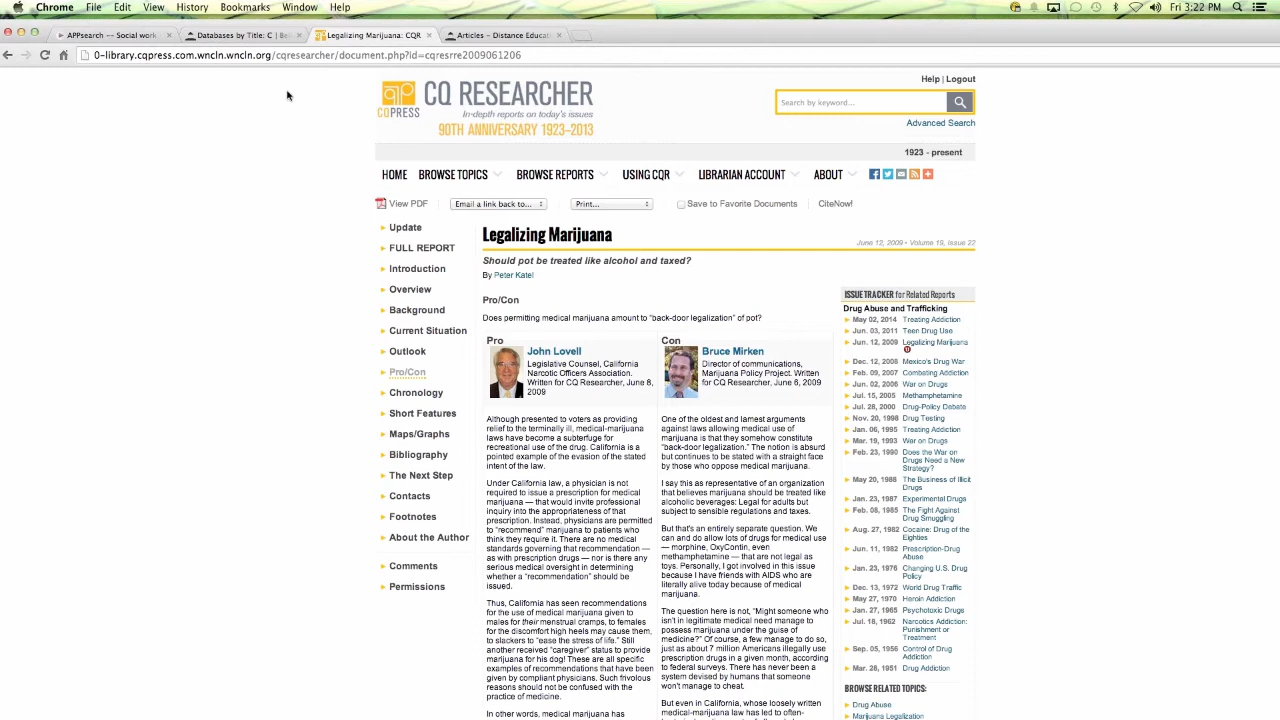 Chrome File Edit View History Bookmarks Window Help
Fri 3:22 PM
APPsearch -- Social work
Databases by Title: C | Bel
Legalizing Marijuana: CQR
Articles – Distance Educati
0-library.cqpress.com.wncln.wncln.org/cqresearcher/document.php?id=cqresrre2009061206
Help | Logout
CQPRESS
CQ RESEARCHER
In-depth reports on today's issues
90TH ANNIVERSARY 1923–2013
Search by keyword...
Advanced Search
1923 - present
HOME BROWSE TOPICS BROWSE REPORTS USING CQR LIBRARIAN ACCOUNT ABOUT
View PDF Email a link back to... Print... Save to Favorite Documents CiteNow!
Update
FULL REPORT
Introduction
Overview
Background
Current Situation
Outlook
Pro/Con
Chronology
Short Features
Maps/Graphs
Bibliography
The Next Step
Contacts
Footnotes
About the Author
Comments
Permissions
Legalizing Marijuana
June 12, 2009 • Volume 19, Issue 22
Should pot be treated like alcohol and taxed?
By Peter Katel
Pro/Con
Does permitting medical marijuana amount to "back-door legalization" of pot?
Pro
John Lovell
Legislative Counsel, California
Narcotic Officers Association.
Written for CQ Researcher, June 8,
2009
Although presented to voters as providing
relief to the terminally ill, medical-marijuana
laws have become a subterfuge for
recreational use of the drug. California is a
pointed example of the evasion of the stated
intent of the law.
Under California law, a physician is not
required to issue a prescription for medical
marijuana — that would invite professional
inquiry into the appropriateness of that
prescription. Instead, physicians are permitted
to "recommend" marijuana to patients who
think they require it. There are no medical
standards governing that recommendation —
as with prescription drugs — nor is there any
serious medical oversight in determining
whether a "recommendation" should be
issued.
Thus, California has seen recommendations
for the use of medical marijuana given to
males for their menstrual cramps, to females
for the discomfort high heels may cause them,
to slackers to "ease the stress of life." Still
another received "caregiver" status to provide
marijuana for his dog! These are all specific
examples of recommendations that have been
given by compliant physicians. Such frivolous
reasons should not be confused with the
practice of medicine.
In other words, medical marijuana has
Con
Bruce Mirken
Director of communications,
Marijuana Policy Project. Written
for CQ Researcher, June 6, 2009
One of the oldest and lamest arguments
against laws allowing medical use of
marijuana is that they somehow constitute
"back-door legalization." The notion is absurd
but continues to be stated with a straight face
by those who oppose medical marijuana.
I say this as representative of an organization
that believes marijuana should be treated like
alcoholic beverages: Legal for adults but
subject to sensible regulations and taxes.
But that's an entirely separate question. We
can and do allow lots of drugs for medical use
— morphine, OxyContin, even
methamphetamine — that are not legal as
toys. Personally, I got involved in this issue
because I have friends with AIDS who are
literally alive today because of medical
marijuana.
The question here is not, "Might someone who
isn't in legitimate medical need manage to
possess marijuana under the guise of
medicine?" Of course, a few manage to do so,
just as about 7 million Americans illegally use
prescription drugs in a given month, according
to federal surveys. There has never been a
system devised by humans that someone
won't manage to cheat.
But even in California, whose loosely written
medical-marijuana law has led to often-
ISSUE TRACKER for Related Reports
Drug Abuse and Trafficking
May 02, 2014 Treating Addiction
Jun. 03, 2011 Teen Drug Use
Jun. 12, 2009 Legalizing Marijuana
Dec. 12, 2008 Mexico's Drug War
Feb. 09, 2007 Combating Addiction
Jun. 02, 2006 War on Drugs
Jul. 15, 2005 Methamphetamine
Jul. 28, 2000 Drug-Policy Debate
Nov. 20, 1998 Drug Testing
Jan. 06, 1995 Treating Addiction
Mar. 19, 1993 War on Drugs
Feb. 23, 1990 Does the War on
Drugs Need a New
Strategy?
May 20, 1988 The Business of Illicit
Drugs
Jan. 23, 1987 Experimental Drugs
Feb. 08, 1985 The Fight Against
Drug Smuggling
Aug. 27, 1982 Cocaine: Drug of the
Eighties
Jun. 11, 1982 Prescription-Drug
Abuse
Jan. 23, 1976 Changing U.S. Drug
Policy
Dec. 13, 1972 World Drug Traffic
May 27, 1970 Heroin Addiction
Jan. 27, 1965 Psychotoxic Drugs
Jul. 18, 1962 Narcotics Addiction:
Punishment or
Treatment
Sep. 05, 1956 Control of Drug
Addiction
Mar. 28, 1951 Drug Addiction
BROWSE RELATED TOPICS:
Drug Abuse
Marijuana Legalization